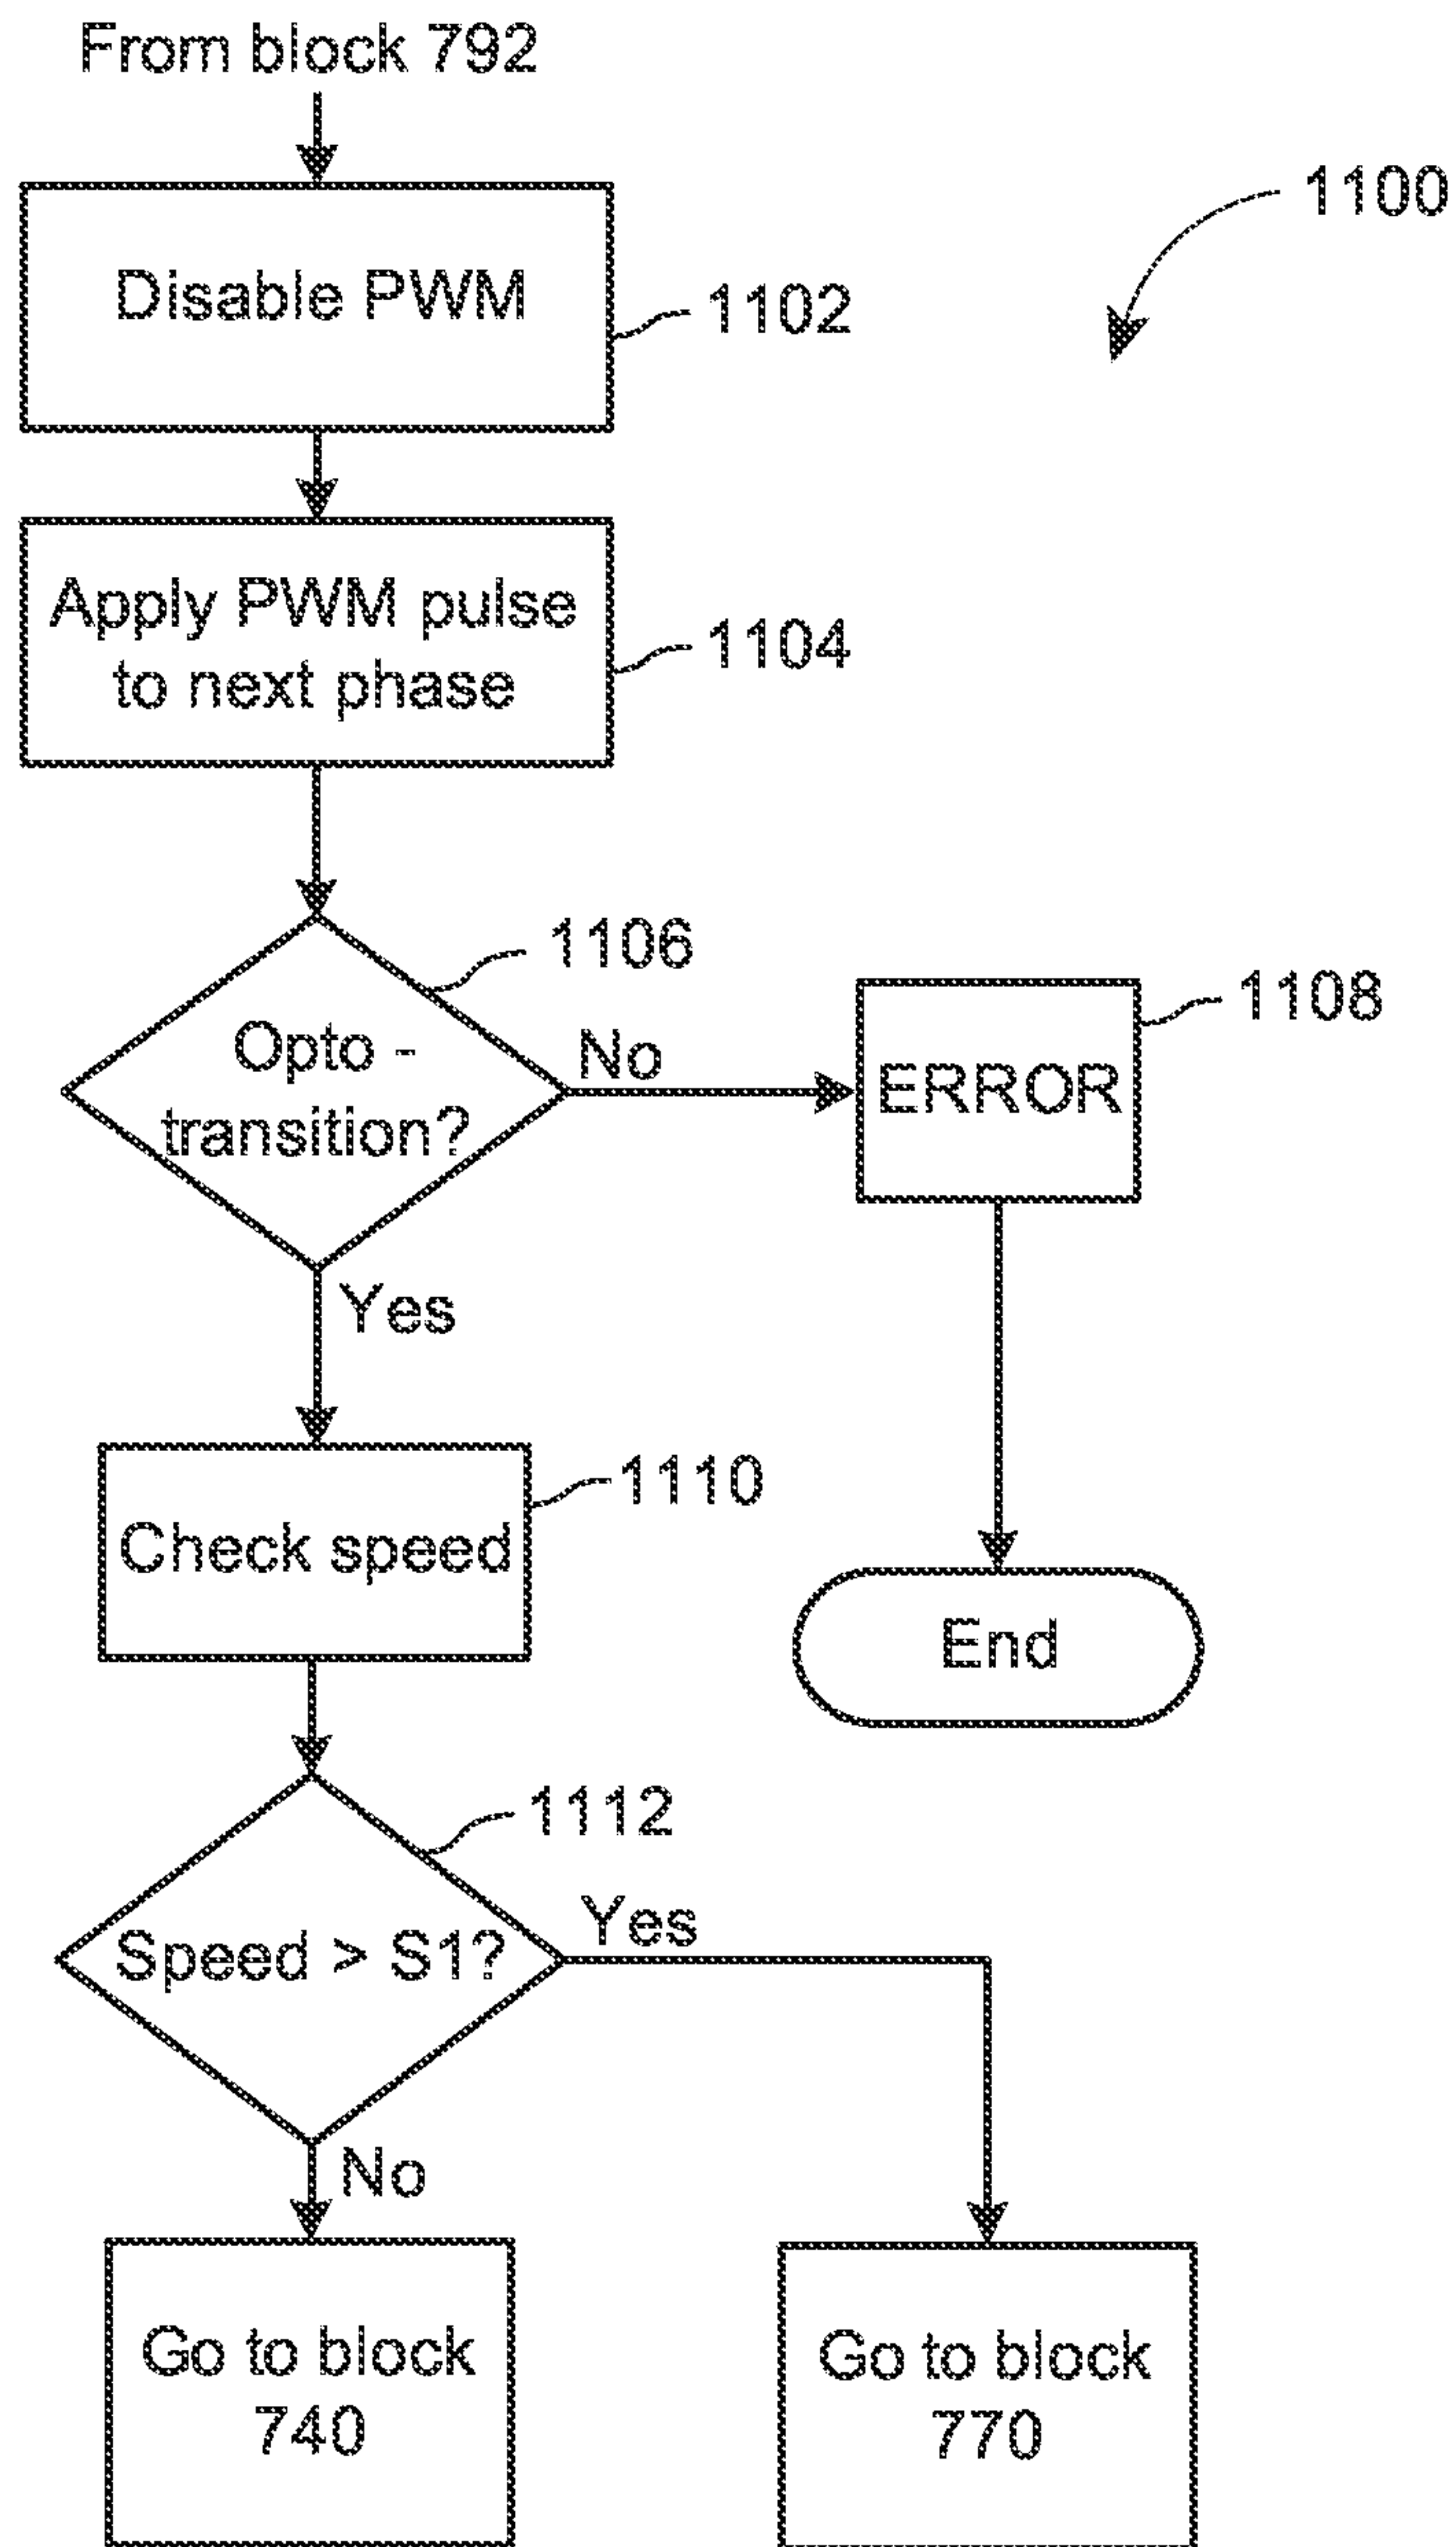 From block 792
1100
Disable PWM
1102
Apply PWM pulse
to next phase
1104
1106
Opto -
transition?
No
1108
ERROR
Yes
1110
Check speed
End
1112
Speed > S1?
Yes
No
Go to block
740
Go to block
770